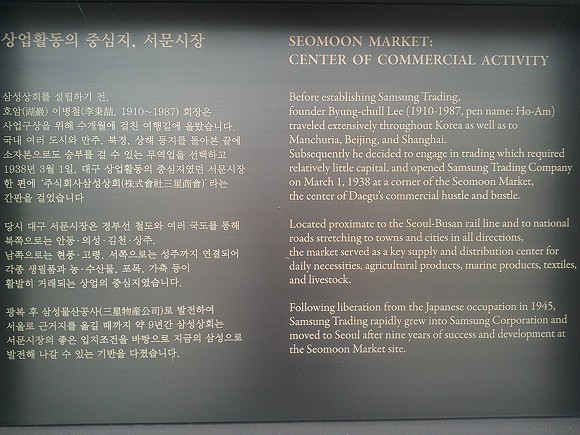 상업활동의 중심지, 서문시장
삼성상회를 설립하기 전,
호암(湖巖) 이병철(李秉喆, 1910~1987) 회장은
사업구상을 위해 수개월에 걸친 여행길에 올랐습니다.
국내 여러 도시와 만주, 북경, 상해 등지를 돌아본 끝에
소자본으로도 승부를 걸 수 있는 무역업을 선택하고
1938년 3월 1일, 대구 상업활동의 중심지였던 서문시장
한 편에 '주식회사삼성상회(株式會社三星商會)' 라는
간판을 걸었습니다
당시 대구 서문시장은 경부선 철도와 여러 국도를 통해
북쪽으로는 안동·의성·김천·상주,
남쪽으로는 현풍·고령, 서쪽으로는 성주까지 연결되어
각종 생필품과 농·수산물, 포목, 가축 등이
활발히 거래되는 상업의 중심지였습니다.
광복 후 삼성물산공사(三星物産公司)로 발전하여
서울로 근거지를 옮길 때까지 약 9년간 삼성상회는
서문시장의 좋은 입지조건을 바탕으로 지금의 삼성으로
발전해 나갈 수 있는 기반을 다졌습니다.
SEOMOON MARKET:
CENTER OF COMMERCIAL ACTIVITY
Before establishing Samsung Trading,
founder Byung-chull Lee (1910-1987, pen name: Ho-Am)
traveled extensively throughout Korea as well as to
Manchuria, Beijing, and Shanghai.
Subsequently he decided to engage in trading which required
relatively little capital, and opened Samsung Trading Company
on March 1, 1938 at a corner of the Seomoon Market,
the center of Daegu's commercial hustle and bustle.
Located proximate to the Seoul-Busan rail line and to national
roads stretching to towns and cities in all directions,
the market served as a key supply and distribution center for
daily necessities, agricultural products, marine products, textiles,
and livestock.
Following liberation from the Japanese occupation in 1945,
Samsung Trading rapidly grew into Samsung Corporation and
moved to Seoul after nine years of success and development at
the Seomoon Market site.